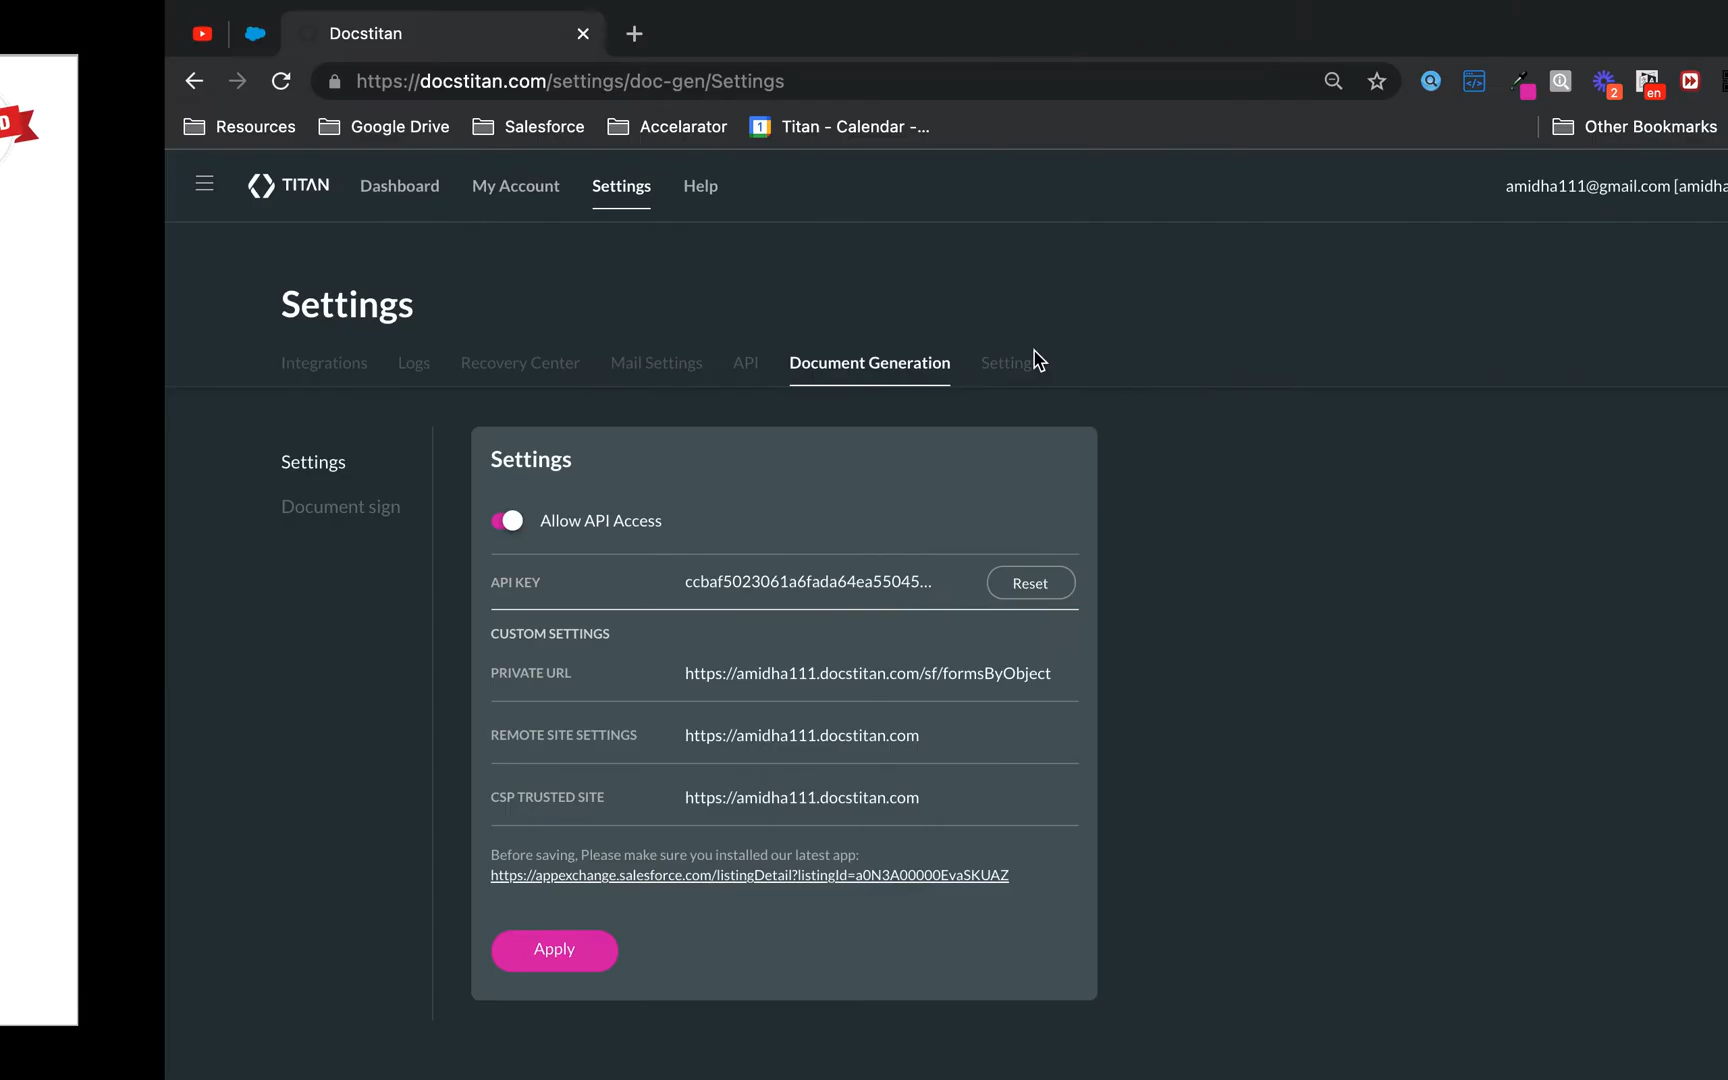 D
Docstitan
https://docstitan.com/settings/doc-gen/Settings
2
en
Resources
Google Drive
Salesforce
Accelarator
1
Titan - Calendar -...
Other Bookmarks
TITAN
Dashboard
My Account
Settings
Help
amidha111@gmail.com [amidha
Settings
Integrations
Logs
Recovery Center
Mail Settings
API
Document Generation
Settings
Settings
Document sign
Settings
Allow API Access
API KEY
ccbaf5023061a6fada64ea55045...
Reset
CUSTOM SETTINGS
PRIVATE URL
https://amidha111.docstitan.com/sf/formsByObject
REMOTE SITE SETTINGS
https://amidha111.docstitan.com
CSP TRUSTED SITE
https://amidha111.docstitan.com
Before saving, Please make sure you installed our latest app:
https://appexchange.salesforce.com/listingDetail?listingId=a0N3A00000EvaSKUAZ
Apply